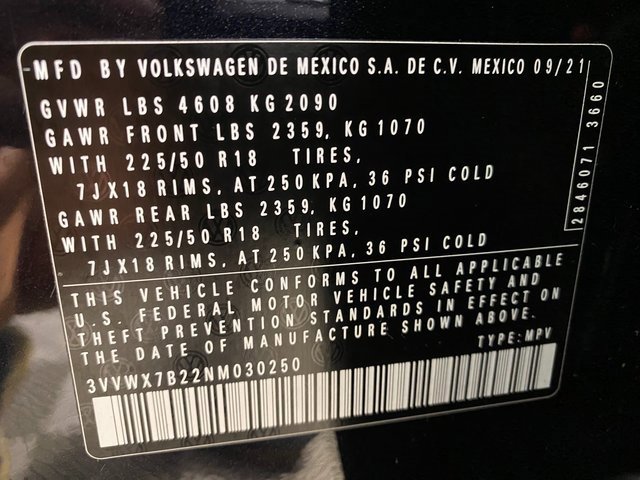 MFD BY VOLKSWAGEN DE MEXICO S.A. DE C.V. MEXICO 09/21
GVWR LBS 4608 KG 2090
GAWR FRONT LBS 2359, KG 1070
WITH 225/50 R18 TIRES,
7JX18 RIMS, AT 250 KPA, 36 PSI COLD
GAWR REAR LBS 2359, KG 1070
WITH 225/50 R18 TIRES,
7JX18 RIMS, AT 250 KPA, 36 PSI COLD
THIS VEHICLE CONFORMS TO ALL APPLICABLE
U.S. FEDERAL MOTOR VEHICLE SAFETY AND
THEFT PREVENTION STANDARDS IN EFFECT ON
THE DATE OF MANUFACTURE SHOWN ABOVE.
TYPE: MPV
3VVWX7B22NM030250
2846071 3660